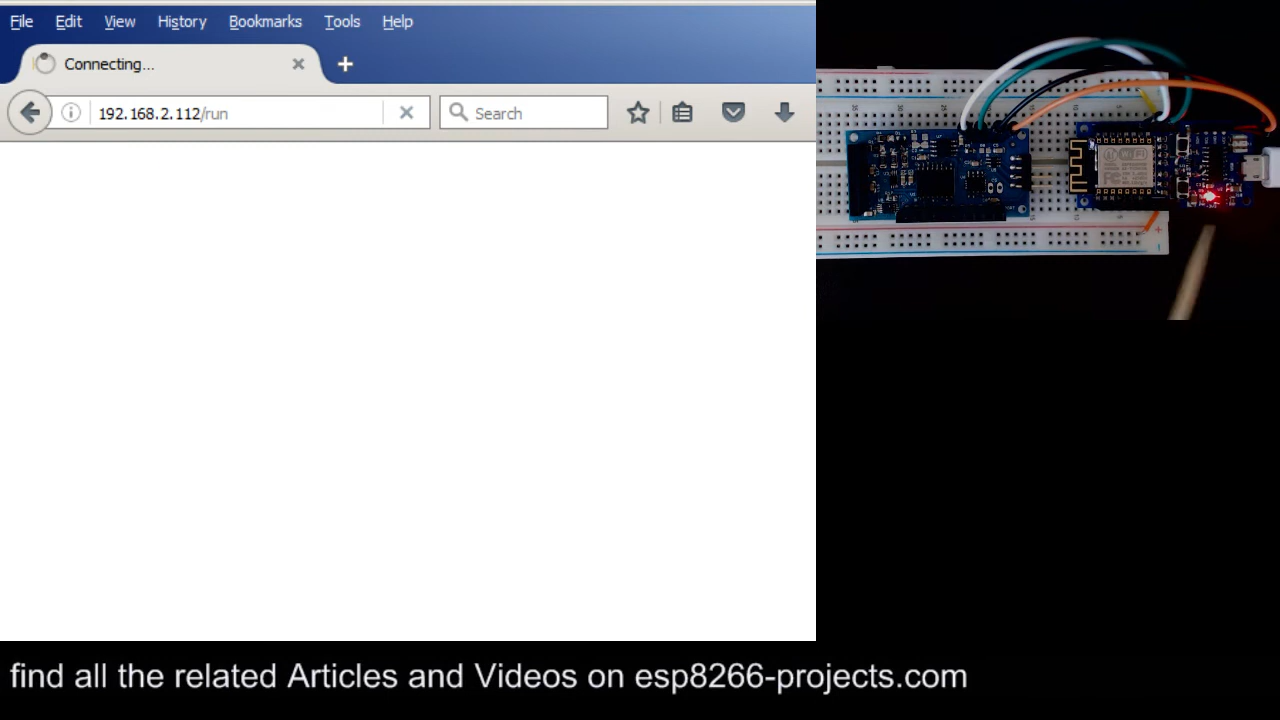 File Edit View History Bookmarks Tools Help
Connecting...
192.168.2.112/run
Search
find all the related Articles and Videos on esp8266-projects.com